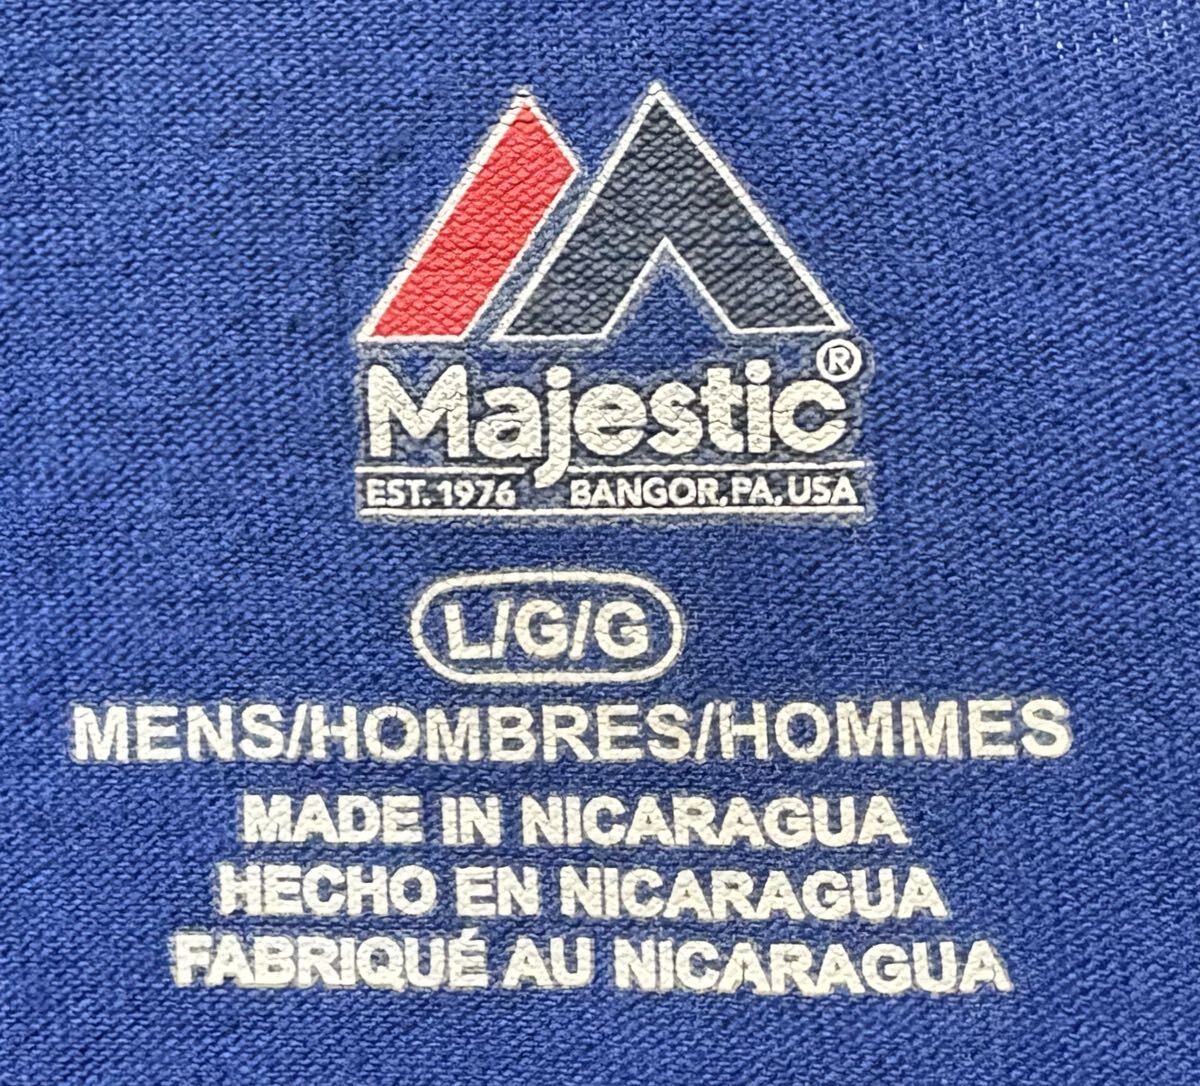 Majestic®
EST. 1976 BANGOR, PA, USA
L/G/G
MENS/HOMBRES/HOMMES
MADE IN NICARAGUA
HECHO EN NICARAGUA
FABRIQUÉ AU NICARAGUA